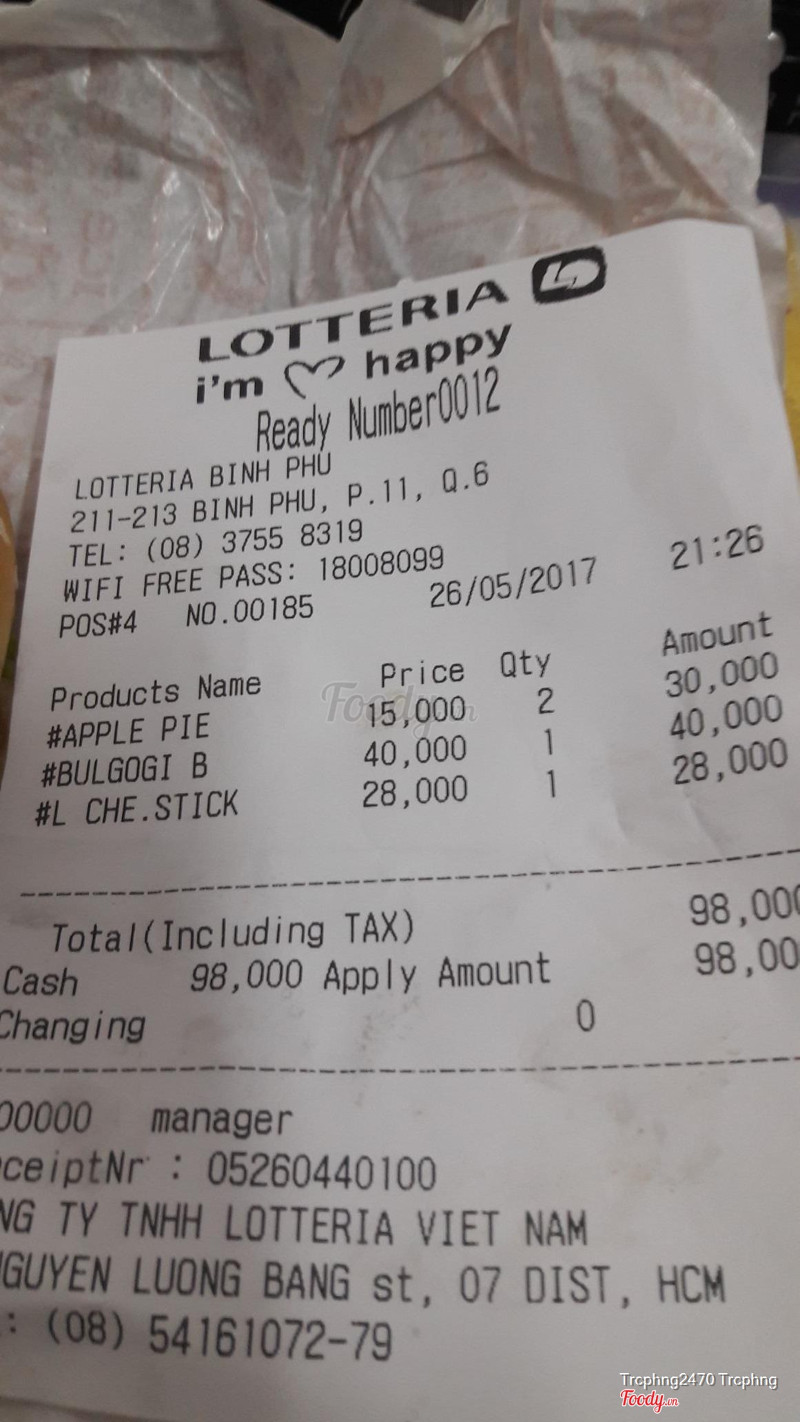 LOTTERIA
i'm happy
Ready Number0012
LOTTERIA BINH PHU
211-213 BINH PHU, P.11, Q.6
TEL: (08) 3755 8319
WIFI FREE PASS: 18008099
POS#4 NO.00185 26/05/2017 21:26
Products Name Price Qty Amount
#APPLE PIE 15,000 2 30,000
#BULGOGI B 40,000 1 40,000
#L CHE.STICK 28,000 1 28,000
Foody.vn
Total(Including TAX) 98,000
Cash 98,000 Apply Amount 98,00
Changing 0
00000 manager
ceiptNr : 05260440100
NG TY TNHH LOTTERIA VIET NAM
GUYEN LUONG BANG st, 07 DIST, HCM
: (08) 54161072-79
Trcphng2470 Trcphng
Foody.vn